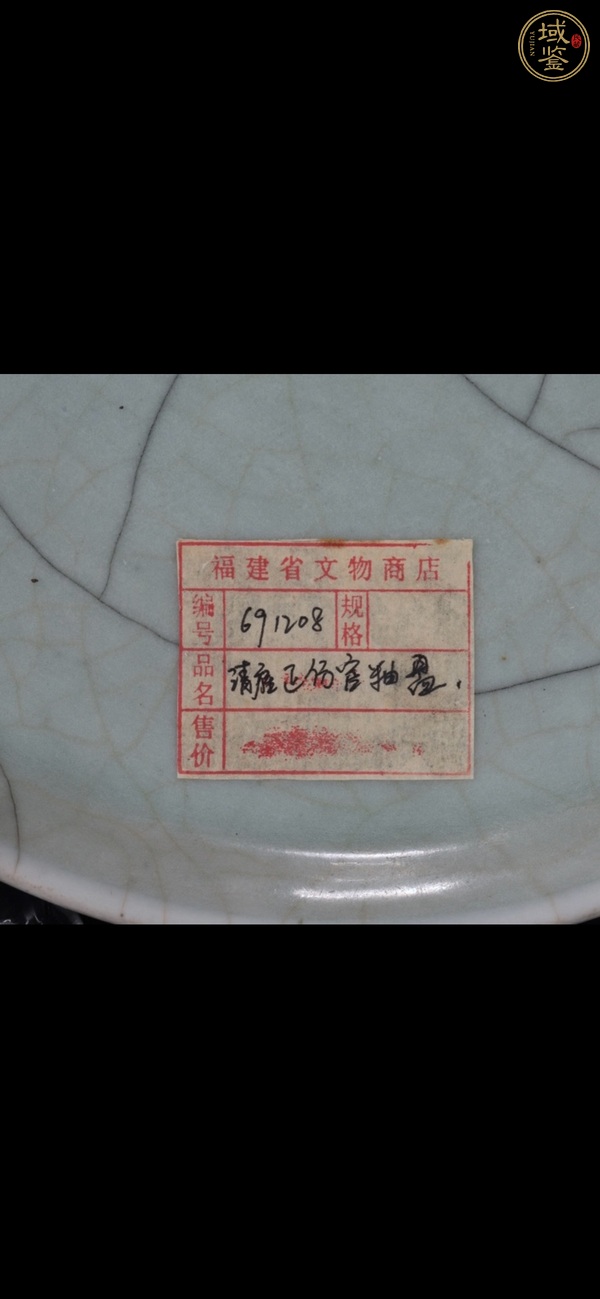 域鉴
YUJIAN
福建省文物商店
编号 691208 规格
品名 清雍正仿官釉盘.
售价